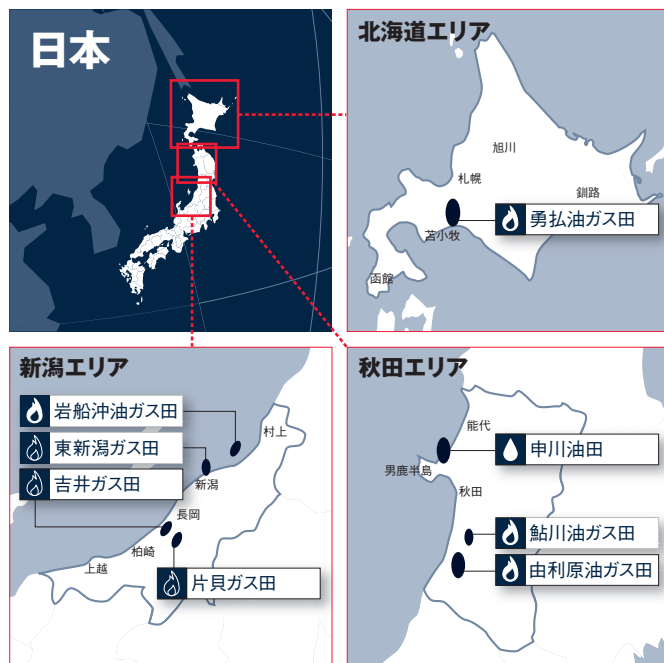 日本
北海道エリア
旭川
札幌
釧路
勇払油ガス田
苫小牧
函館
新潟エリア
岩船沖油ガス田
村上
東新潟ガス田
新潟
吉井ガス田
長岡
柏崎
上越
片貝ガス田
秋田エリア
能代
申川油田
男鹿半島
秋田
鮎川油ガス田
由利原油ガス田